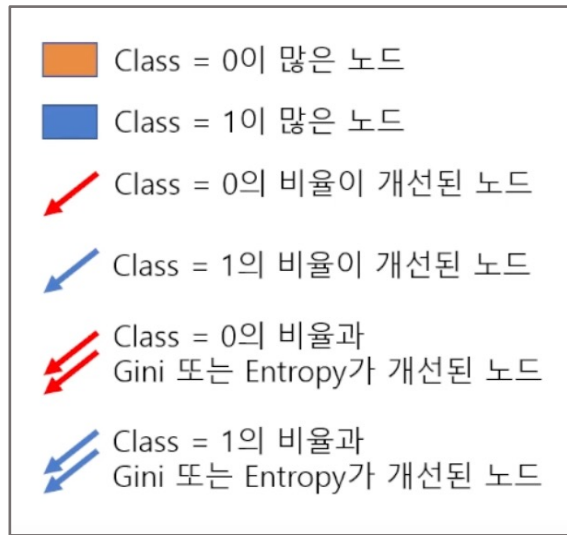 Class = 0이 많은 노드
Class = 1이 많은 노드
Class = 0의 비율이 개선된 노드
Class = 1의 비율이 개선된 노드
Class = 0의 비율과
Gini 또는 Entropy가 개선된 노드
Class = 1의 비율과
Gini 또는 Entropy가 개선된 노드